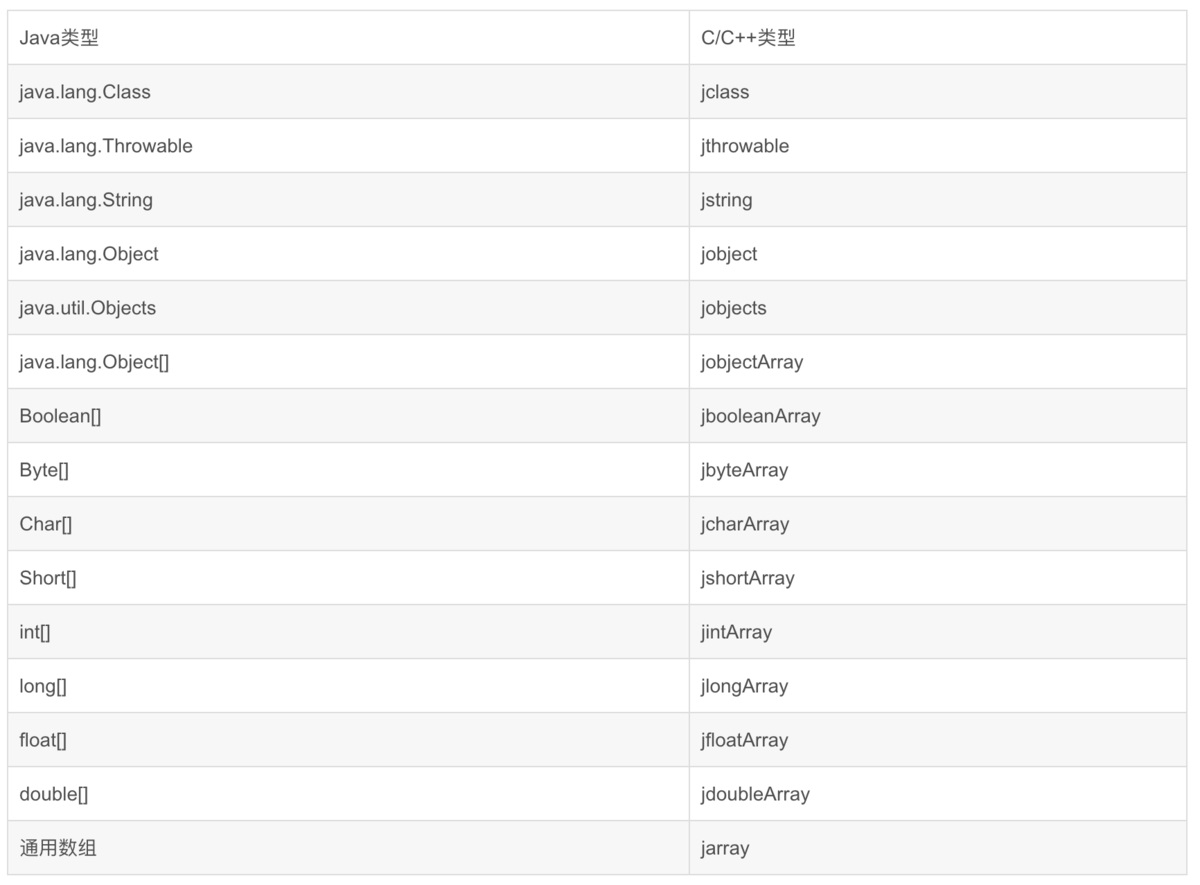 Java类型 C/C++类型
java.lang.Class jclass
java.lang.Throwable jthrowable
java.lang.String jstring
java.lang.Object jobject
java.util.Objects jobjects
java.lang.Object[] jobjectArray
Boolean[] jbooleanArray
Byte[] jbyteArray
Char[] jcharArray
Short[] jshortArray
int[] jintArray
long[] jlongArray
float[] jfloatArray
double[] jdoubleArray
通用数组 jarray